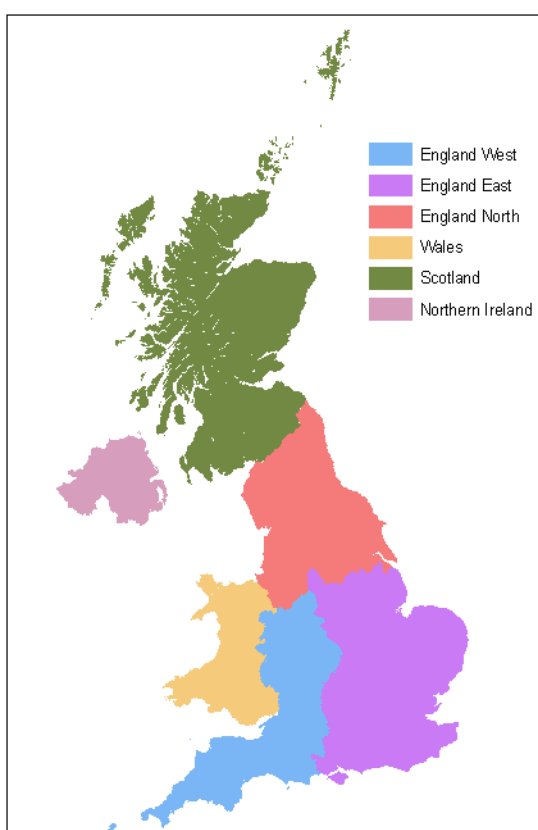 England West
England East
England North
Wales
Scotland
Northern Ireland